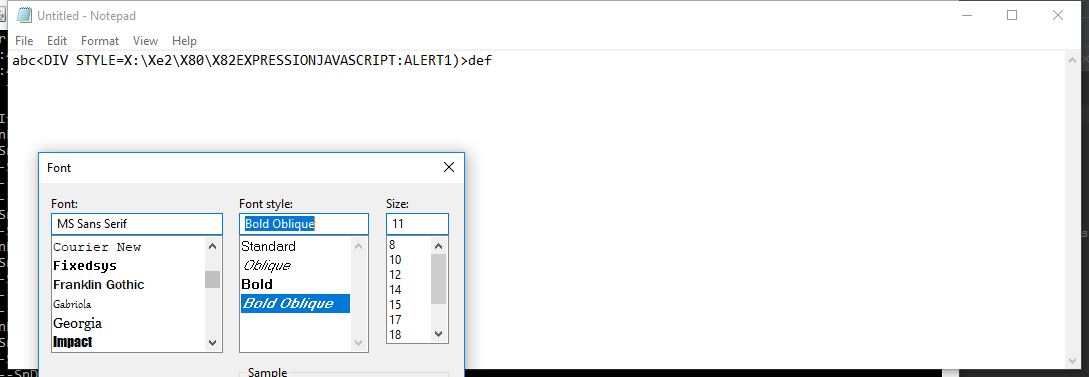 Untitled - Notepad
File Edit Format View Help
abc<DIV STYLE=X:\Xe2\X80\X82EXPRESSIONJAVASCRIPT:ALERT1)>def
Font
Font: Font style: Size:
MS Sans Serif Bold Oblique 11
Courier New Standard 8
Fixedsys Oblique 10
Franklin Gothic Bold 12
Gabriola Bold Oblique 14
Georgia 15
Impact 17
18
Sample